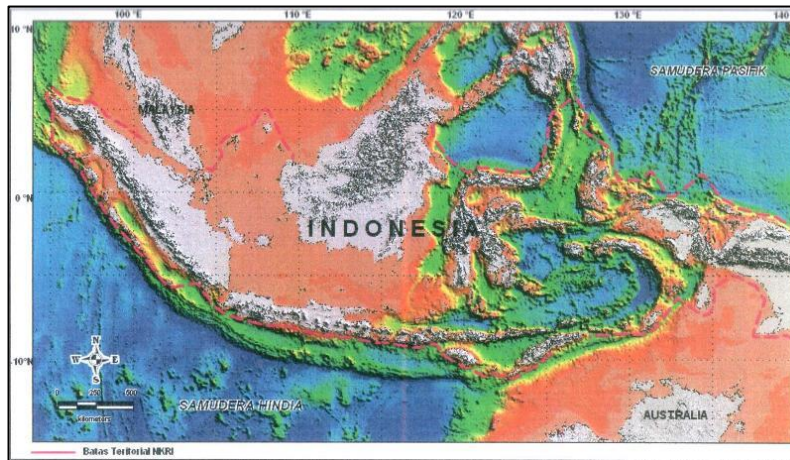 100 °E
110 °E
120 °E
130 °E
140
10 °N
SAMUDERA PASIFIK
MALAYSIA
0 °N
INDONESIA
-10 °N
N
W E
S
0 250 500
kilometers
SAMUDERA HINDIA
AUSTRALIA
Batas Teritorial NKRI